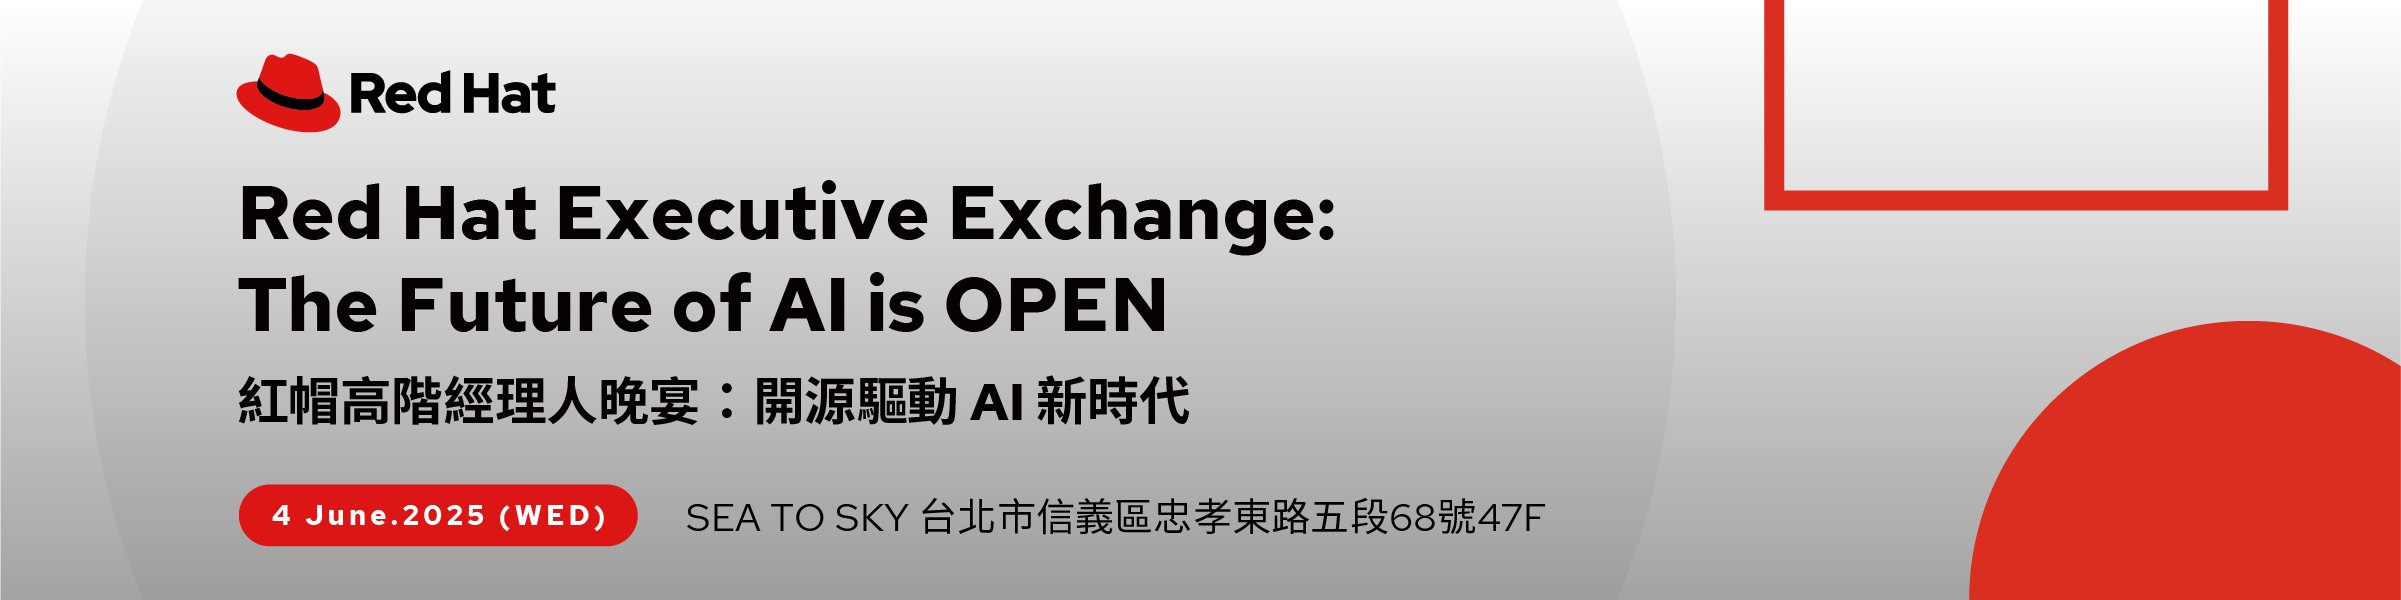 Red Hat
Red Hat Executive Exchange:
The Future of AI is OPEN
紅帽高階經理人晚宴：開源驅動 AI 新時代
4 June.2025 (WED)
SEA TO SKY 台北市信義區忠孝東路五段68號47F